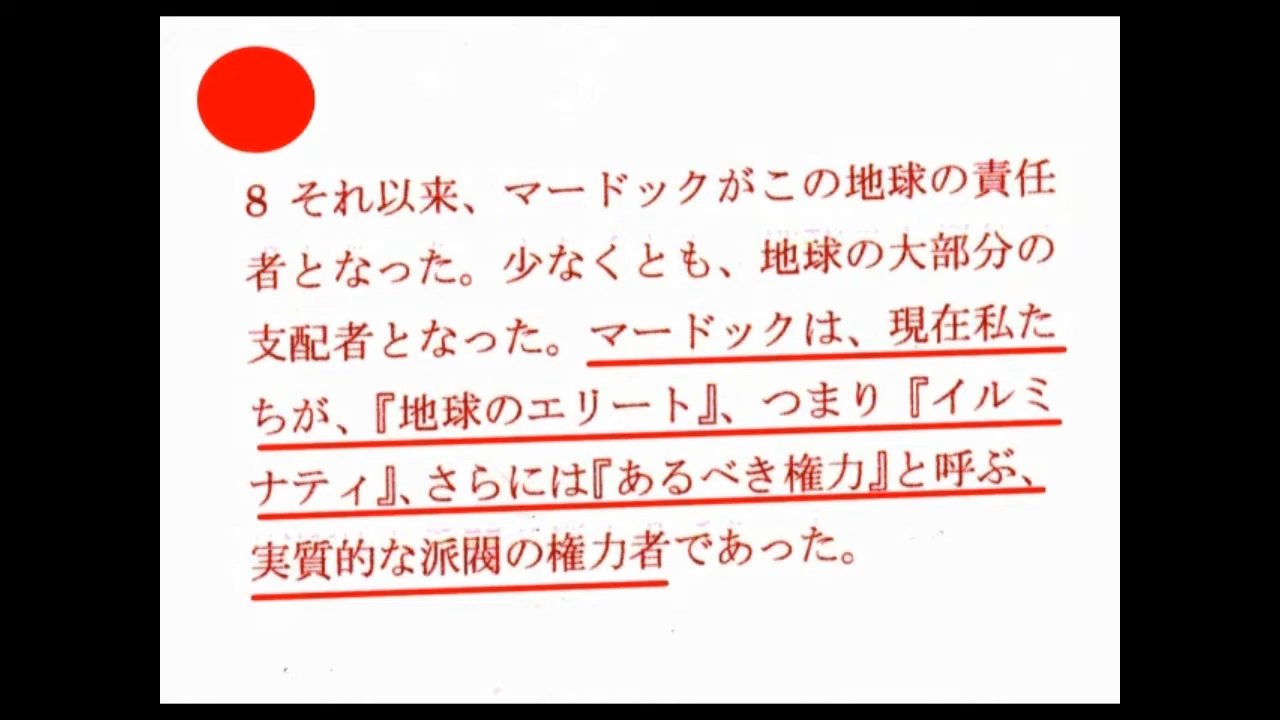 8 それ以来、マードックがこの地球の責任
者となった。少なくとも、地球の大部分の
支配者となった。マードックは、現在私た
ちが、『地球のエリート』、つまり『イルミ
ナティ』、さらには『あるべき権力』と呼ぶ、
実質的な派閥の権力者であった。